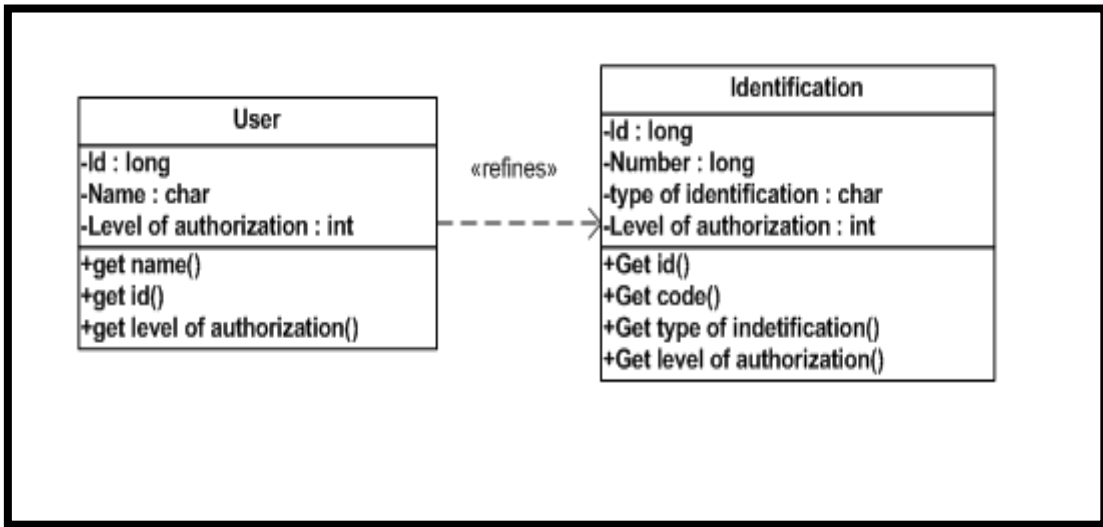 User
-Id : long
-Name : char
-Level of authorization : int
+get name()
+get id()
+get level of authorization()
«refines»
Identification
-Id : long
-Number : long
-type of identification : char
-Level of authorization : int
+Get id()
+Get code()
+Get type of indetification()
+Get level of authorization()